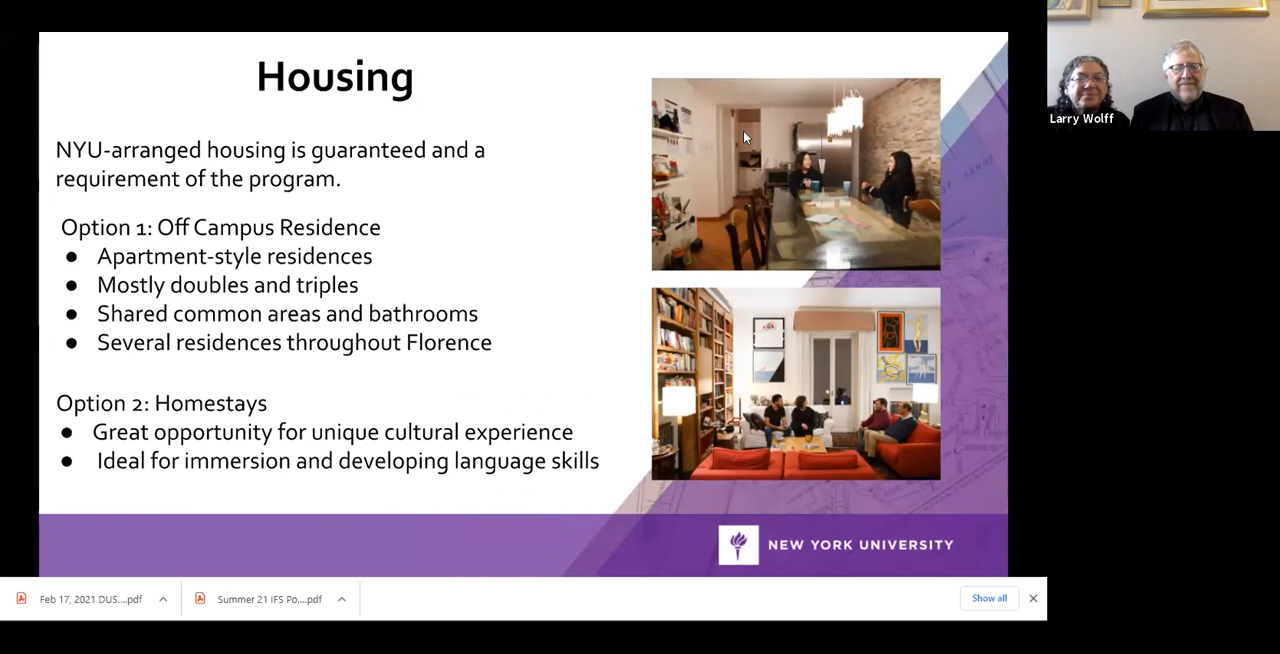 Housing
NYU-arranged housing is guaranteed and a
requirement of the program.
Option 1: Off Campus Residence
● Apartment-style residences
● Mostly doubles and triples
● Shared common areas and bathrooms
● Several residences throughout Florence
Option 2: Homestays
● Great opportunity for unique cultural experience
● Ideal for immersion and developing language skills
NEW YORK UNIVERSITY
Larry Wolff
Feb 17, 2021 DUS....pdf
Summer 21 IFS Po....pdf
Show all